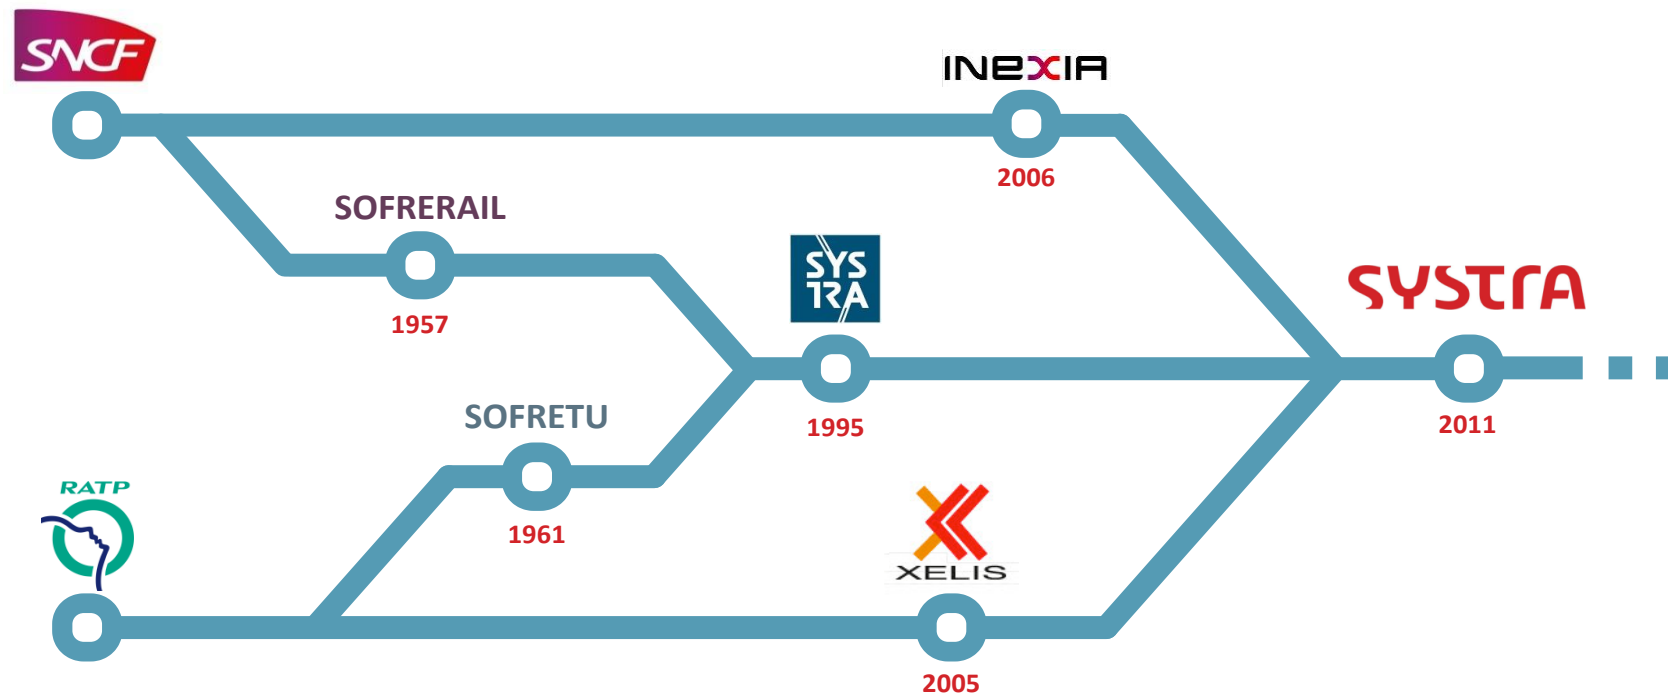 SNCF
INEXIA
2006
SOFRERAIL
1957
SYS
TRA
1995
SYSTRA
2011
SOFRETU
1961
RATP
XELIS
2005